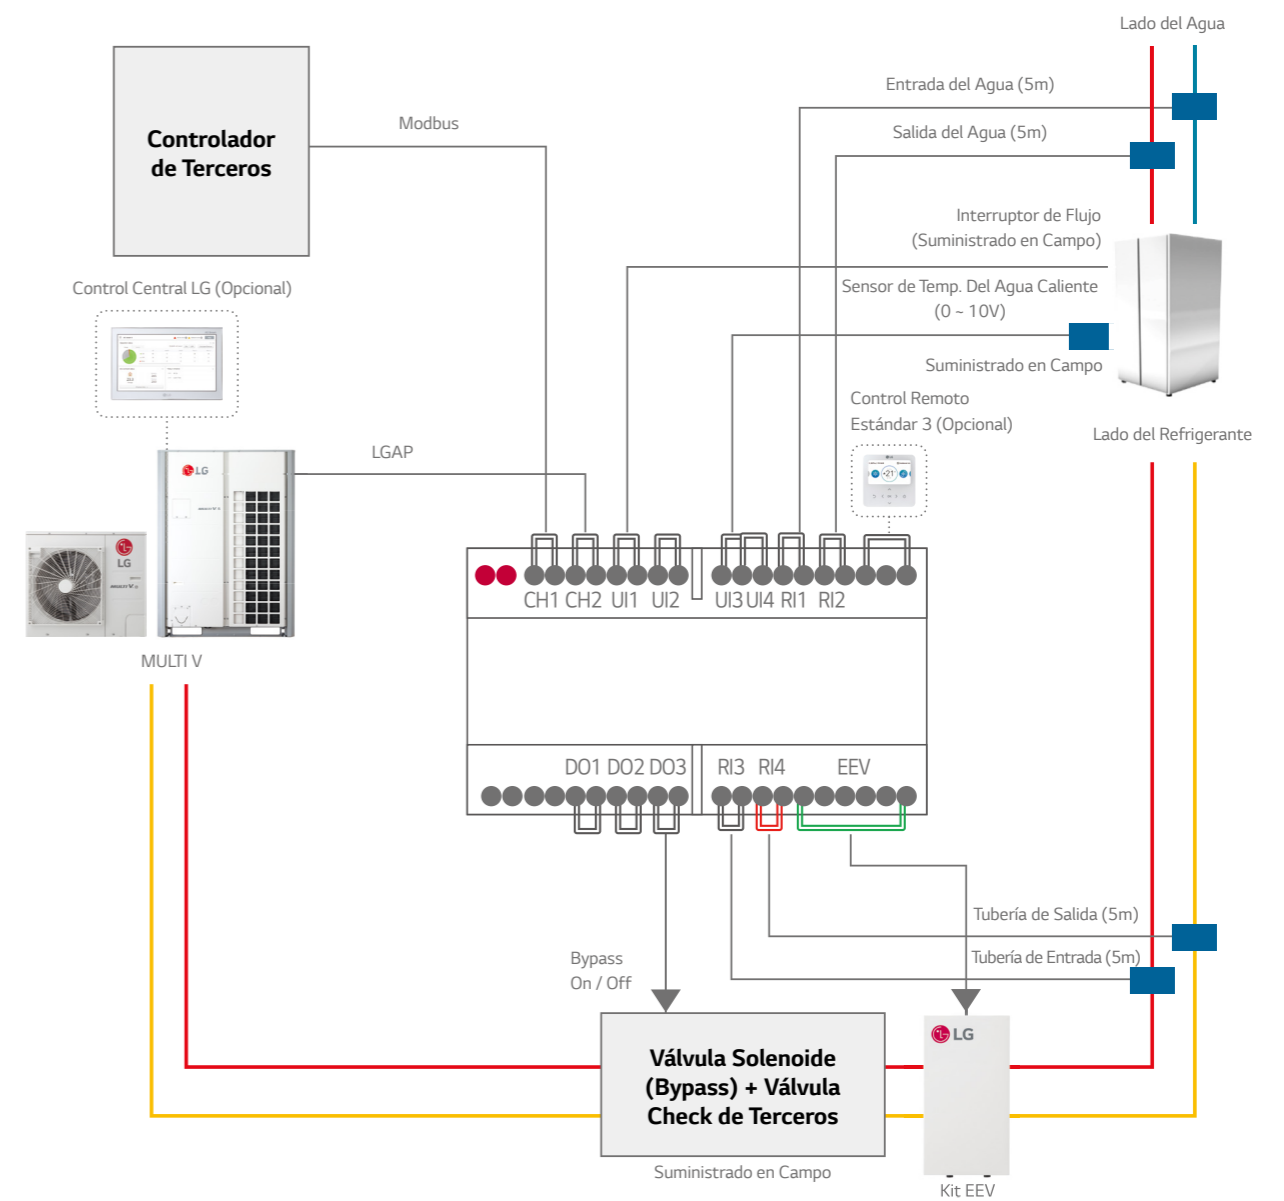 Lado del Agua
Entrada del Agua (5m)
Modbus
Salida del Agua (5m)
Controlador
de Terceros
Interruptor de Flujo
(Suministrado en Campo)
Control Central LG (Opcional)
Sensor de Temp. Del Agua Caliente
(0 ~ 10V)
Suministrado en Campo
Control Remoto
Estándar 3 (Opcional)
Lado del Refrigerante
LGAP
LG
LG
MULTI V
CH1 CH2 UI1 UI2 UI3 UI4 RI1 RI2
DO1 DO2 DO3 RI3 RI4 EEV
Tubería de Salida (5m)
Tubería de Entrada (5m)
Bypass
On / Off
LG
Válvula Solenoide
(Bypass) + Válvula
Check de Terceros
Suministrado en Campo
Kit EEV